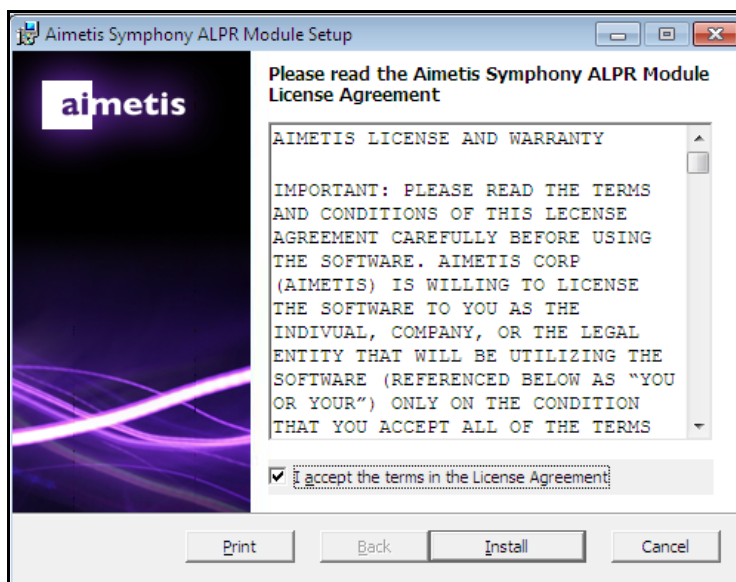 Aimetis Symphony ALPR Module Setup
aimetis
Please read the Aimetis Symphony ALPR Module
License Agreement
AIMETIS LICENSE AND WARRANTY
IMPORTANT: PLEASE READ THE TERMS
AND CONDITIONS OF THIS LECENSE
AGREEMENT CAREFULLY BEFORE USING
THE SOFTWARE. AIMETIS CORP
(AIMETIS) IS WILLING TO LICENSE
THE SOFTWARE TO YOU AS THE
INDIVUAL, COMPANY, OR THE LEGAL
ENTITY THAT WILL BE UTILIZING THE
SOFTWARE (REFERENCED BELOW AS “YOU
OR YOUR”) ONLY ON THE CONDITION
THAT YOU ACCEPT ALL OF THE TERMS
I accept the terms in the License Agreement
Print Back Install Cancel